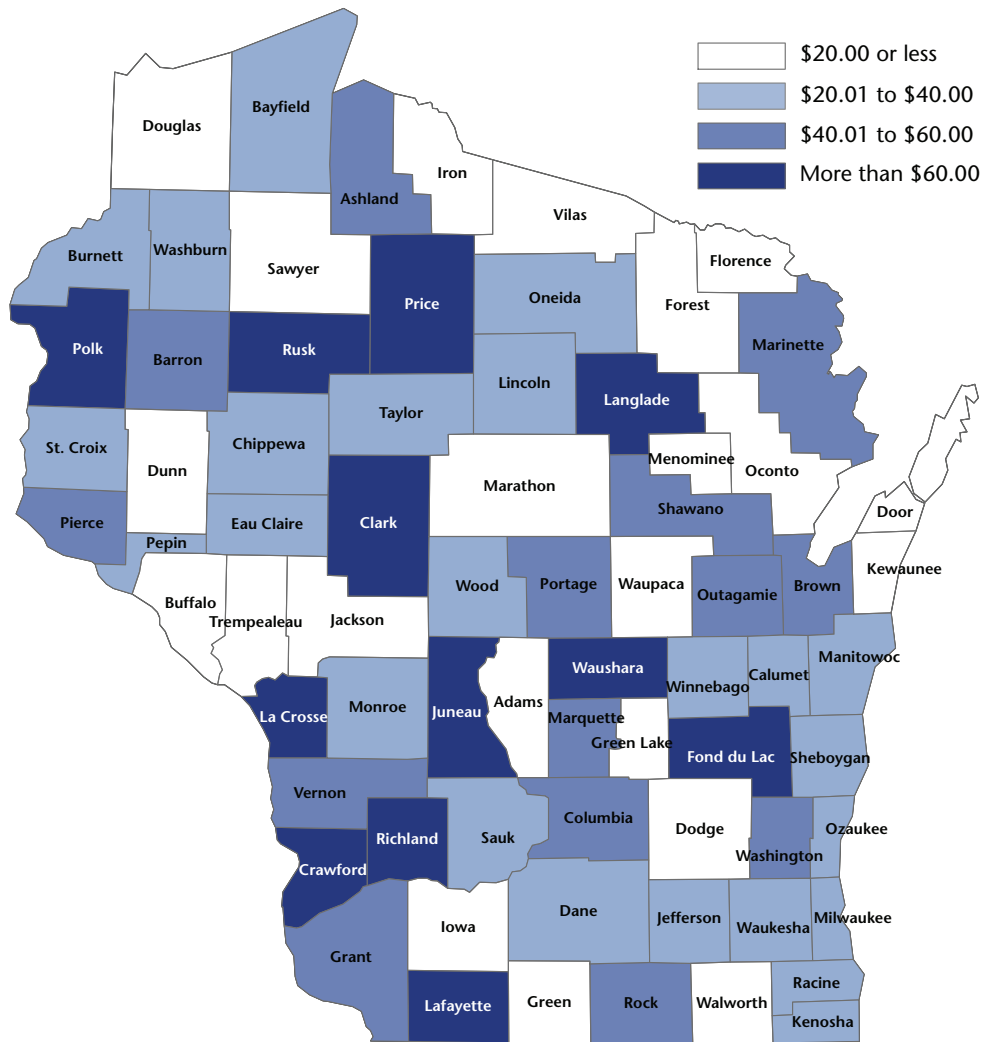 $20.00 or less
$20.01 to $40.00
$40.01 to $60.00
More than $60.00
Douglas
Bayfield
Ashland
Iron
Vilas
Burnett
Washburn
Sawyer
Price
Oneida
Florence
Forest
Marinette
Polk
Barron
Rusk
Lincoln
Langlade
Taylor
St. Croix
Dunn
Chippewa
Menominee
Oconto
Marathon
Pierce
Eau Claire
Clark
Shawano
Door
Pepin
Wood
Portage
Waupaca
Outagamie
Brown
Kewaunee
Buffalo
Trempealeau
Jackson
Waushara
Winnebago
Calumet
Manitowoc
La Crosse
Monroe
Juneau
Adams
Marquette
Green Lake
Fond du Lac
Sheboygan
Vernon
Richland
Sauk
Columbia
Dodge
Washington
Ozaukee
Crawford
Iowa
Dane
Jefferson
Waukesha
Milwaukee
Grant
Lafayette
Green
Rock
Walworth
Racine
Kenosha